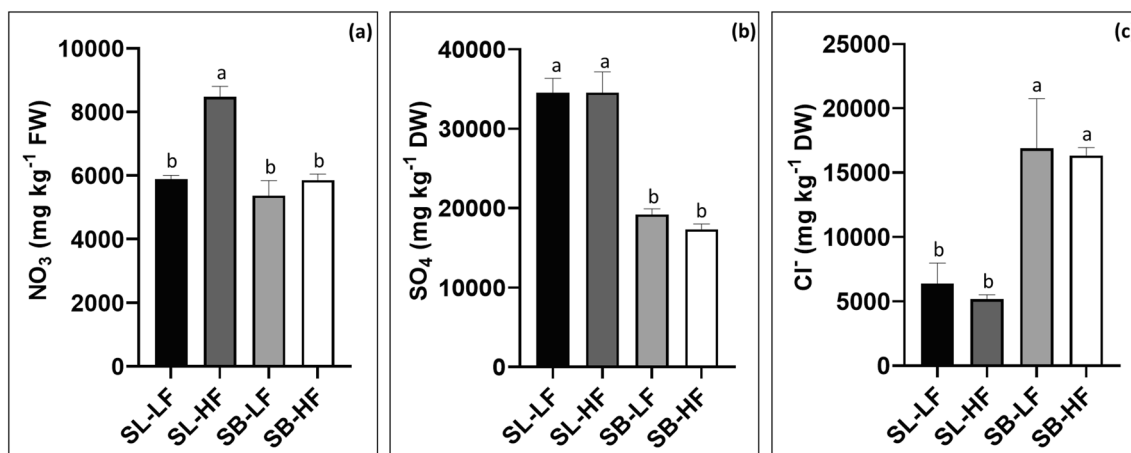 (a)
NO₃ (mg kg⁻¹ FW)
10000
8000
6000
4000
2000
0
b
a
b
b
SL-LF
SL-HF
SB-LF
SB-HF
(b)
SO₄ (mg kg⁻¹ DW)
40000
30000
20000
10000
0
a
a
b
b
SL-LF
SL-HF
SB-LF
SB-HF
(c
Cl⁻ (mg kg⁻¹ DW)
25000
20000
15000
10000
5000
0
b
b
a
a
SL-LF
SL-HF
SB-LF
SB-HF